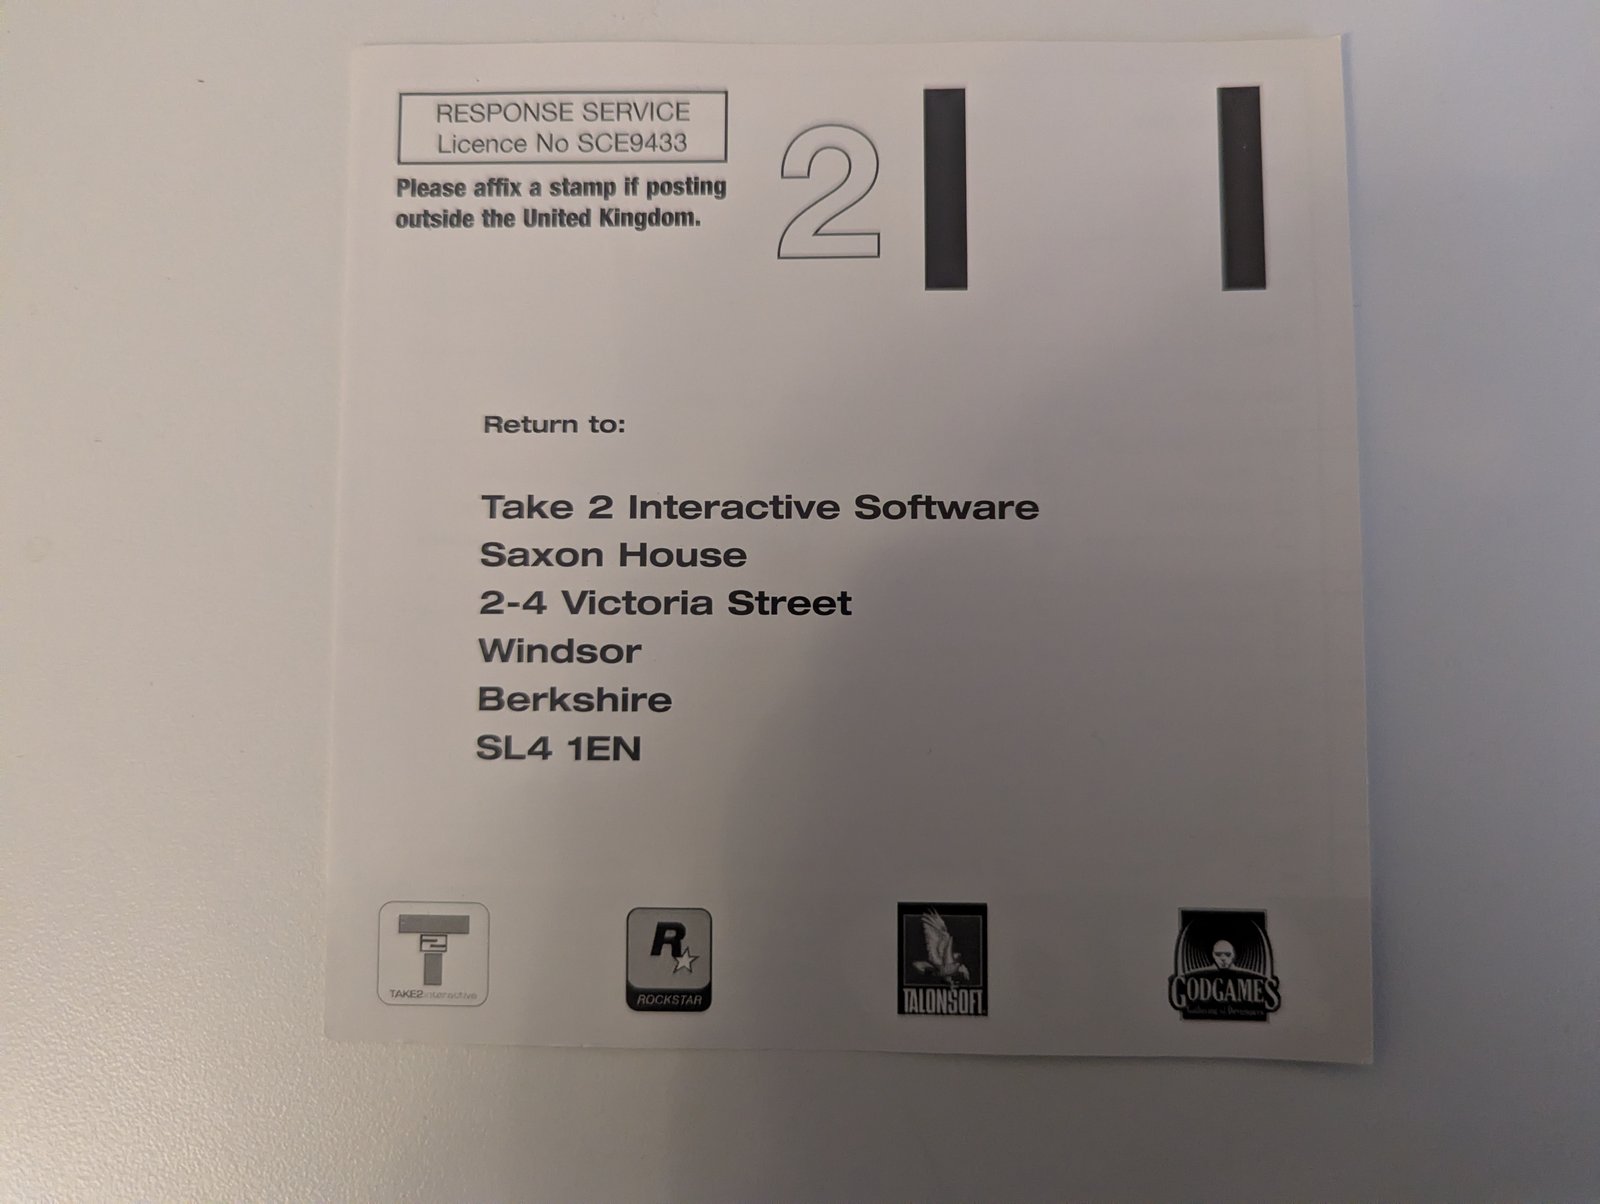 RESPONSE SERVICE
Licence No SCE9433
Please affix a stamp if posting
outside the United Kingdom.
2
Return to:
Take 2 Interactive Software
Saxon House
2-4 Victoria Street
Windsor
Berkshire
SL4 1EN
T
2
TAKE2interactive
R
ROCKSTAR
TALONSOFT
GODGAMES